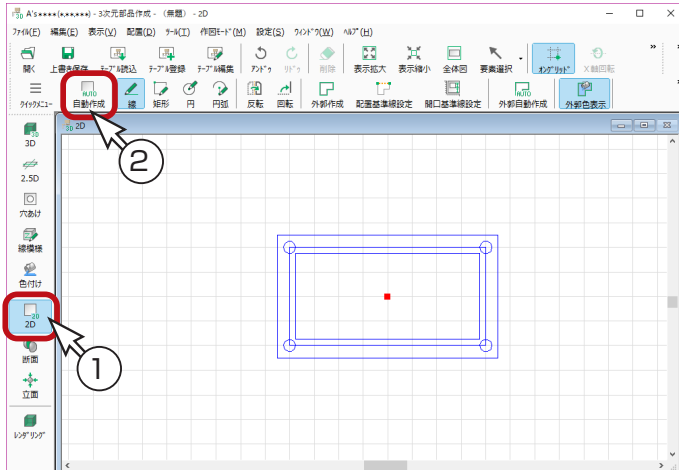 A's****(*,**,***) - 3次元部品作成 - (無題) - 2D
ファイル(F) 編集(E) 表示(V) 配置(D) ツール(T) 作図モード(M) 設定(S) ウィンドウ(W) ヘルプ(H)
開く 上書き保存 テーブル読込 テーブル登録 テーブル編集 アンドゥ リドゥ 削除 表示拡大 表示縮小 全体図 要素選択 オングリッド X軸回転 »
クイックメニュー AUTO 自動作成 線 矩形 円 円弧 反転 回転 外郭作成 配置基準線設定 開口基準線設定 AUTO 外郭自動作成 外郭色表示
3D 2D
②
3D
2.5D
穴あけ
線模様
色付け
2D
①
断面
立面
レンダリング